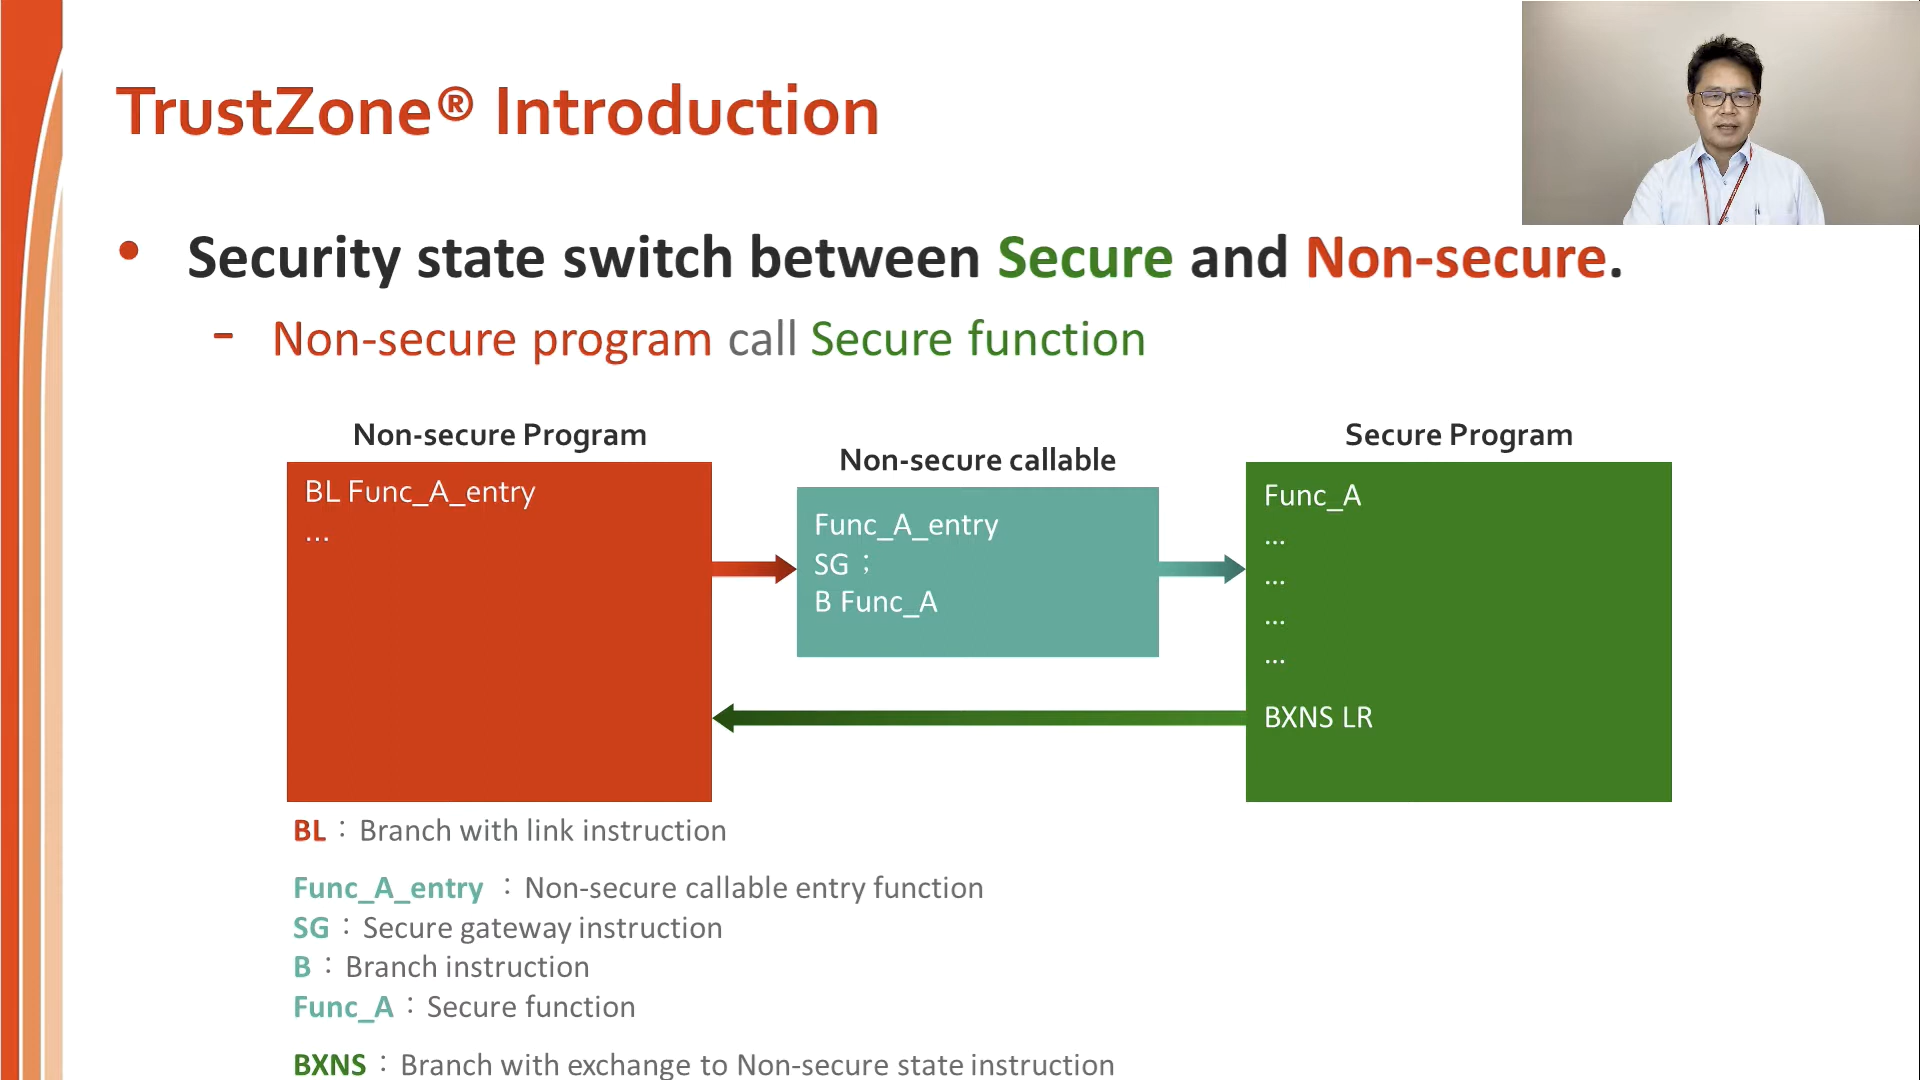 TrustZone® Introduction
• Security state switch between Secure and Non-secure.
- Non-secure program call Secure function
Non-secure Program
BL Func_A_entry
...
Non-secure callable
Func_A_entry
SG；
B Func_A
Secure Program
Func_A
...
...
...
...
BXNS LR
BL：Branch with link instruction
Func_A_entry ：Non-secure callable entry function
SG：Secure gateway instruction
B：Branch instruction
Func_A：Secure function
BXNS：Branch with exchange to Non-secure state instruction